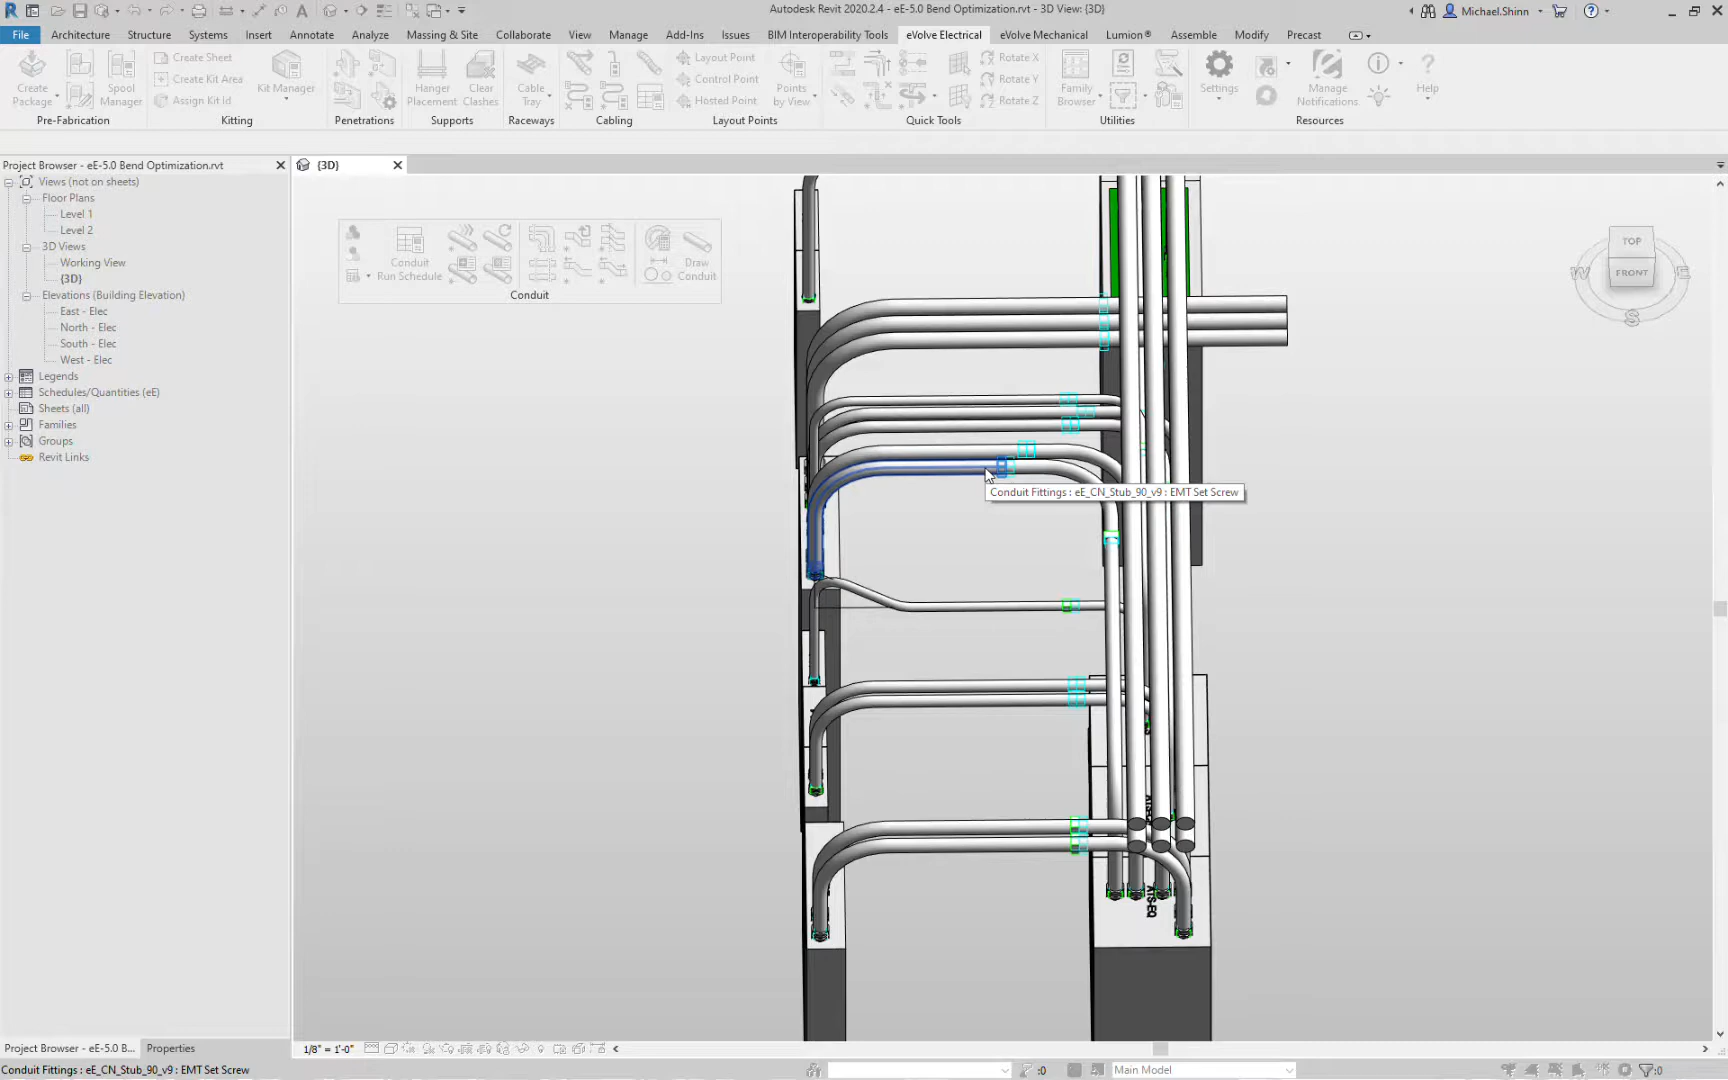 Autodesk Revit 2020.2.4 - eE-5.0 Bend Optimization.rvt - 3D View: {3D}
Michael.Shinn
File Architecture Structure Systems Insert Annotate Analyze Massing & Site Collaborate View Manage Add-Ins Issues BIM Interoperability Tools eVolve Electrical eVolve Mechanical Lumion® Assemble Modify Precast
Create Package
Spool Manager
Create Sheet
Create Kit Area
Assign Kit Id
Kit Manager
Hanger Placement
Clear Clashes
Cable Tray
Layout Point
Control Point
Hosted Point
Points by View
Rotate X
Rotate Y
Rotate Z
Family Browser
Settings
Manage Notifications
Help
Pre-Fabrication Kitting Penetrations Supports Raceways Cabling Layout Points Quick Tools Utilities Resources
Project Browser - eE-5.0 Bend Optimization.rvt
{3D}
Views (not on sheets)
Floor Plans
Level 1
Level 2
3D Views
Working View
{3D}
Elevations (Building Elevation)
East - Elec
North - Elec
South - Elec
West - Elec
Legends
Schedules/Quantities (eE)
Sheets (all)
Families
Groups
Revit Links
Conduit Run Schedule
Draw Conduit
Conduit
TOP
FRONT
W
E
S
Conduit Fittings : eE_CN_Stub_90_v9 : EMT Set Screw
ATS-EQ
Project Browser - eE-5.0 B...
Properties
1/8" = 1'-0"
Conduit Fittings : eE_CN_Stub_90_v9 : EMT Set Screw
:0
Main Model
:0